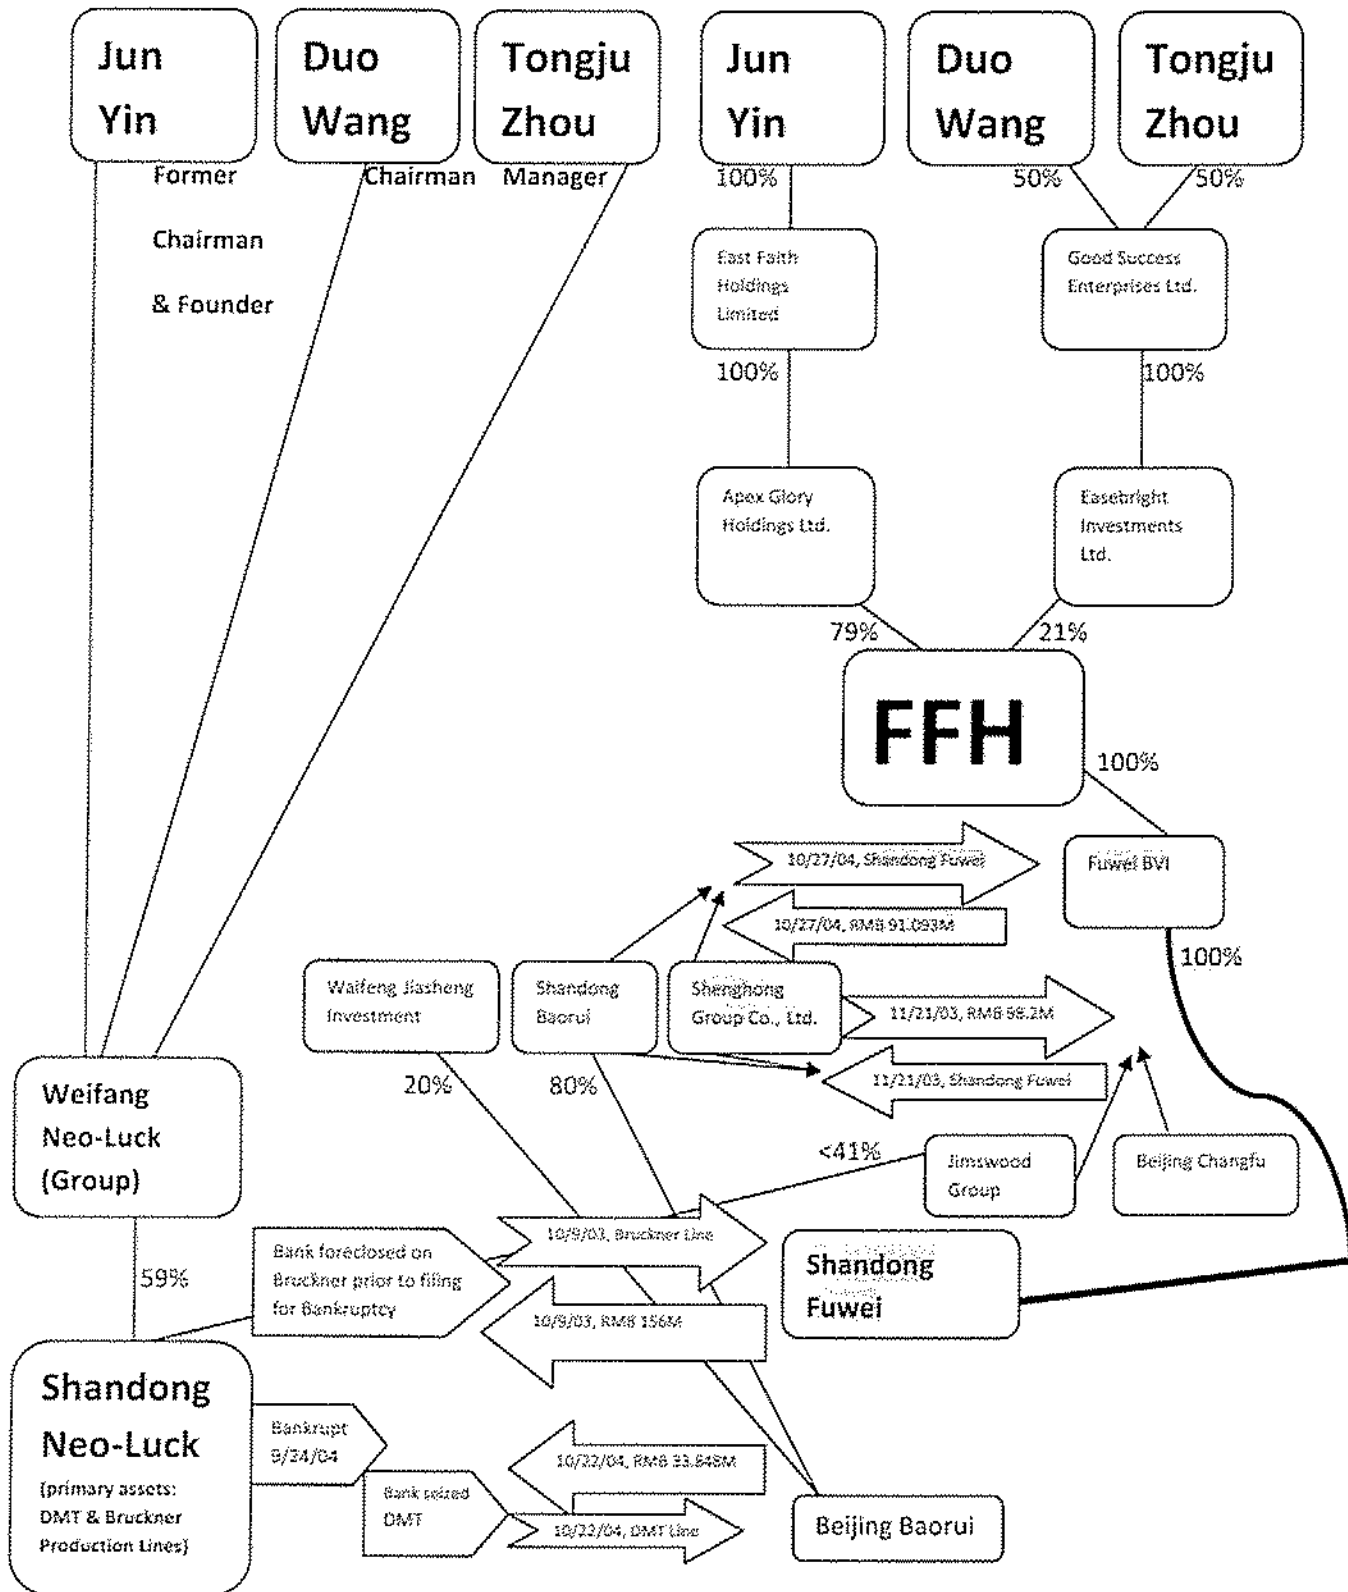 Jun
Yin
Duo
Wang
Tongju
Zhou
Jun
Yin
Duo
Wang
Tongju
Zhou
Former
Chairman
& Founder
Chairman
Manager
100%
50%
50%
East Faith
Holdings
Limited
Good Success
Enterprises Ltd.
100%
100%
Apex Glory
Holdings Ltd.
Easebright
Investments
Ltd.
79%
21%
FFH
100%
10/27/04, Shandong Fuwei
Fuwei BVI
10/27/04, RMB 91.093M
100%
Waifeng Jiasheng
Investment
Shandong
Baorui
Shenghong
Group Co., Ltd.
11/21/03, RMB
11/21/03, Shandong Fuwei
20%
80%
Weifang
Neo-Luck
(Group)
<41%
Jimswood
Group
Beijing Changfu
59%
Bank foreclosed on
Bruckner prior to filing
for Bankruptcy
10/9/03, Bruckner Line
10/9/03, RMB 156M
Shandong
Fuwei
Shandong
Neo-Luck
(primary assets:
DMT & Bruckner
Production Lines)
Bankrupt
9/24/04
Bank seized
DMT
10/22/04, RMB 33.848M
10/22/04, DMT Line
Beijing Baorui